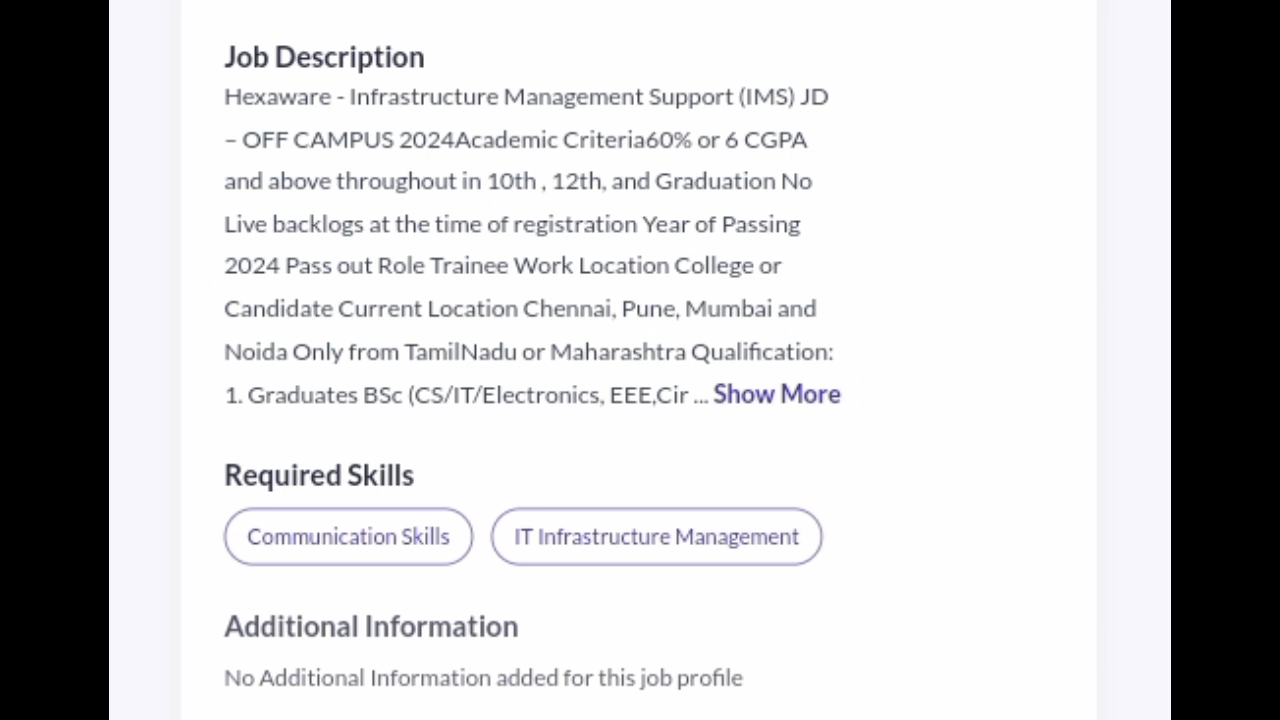 Job Description
Hexaware - Infrastructure Management Support (IMS) JD
– OFF CAMPUS 2024Academic Criteria60% or 6 CGPA
and above throughout in 10th , 12th, and Graduation No
Live backlogs at the time of registration Year of Passing
2024 Pass out Role Trainee Work Location College or
Candidate Current Location Chennai, Pune, Mumbai and
Noida Only from TamilNadu or Maharashtra Qualification:
1. Graduates BSc (CS/IT/Electronics, EEE,Cir ... Show More
Required Skills
Communication Skills IT Infrastructure Management
Additional Information
No Additional Information added for this job profile